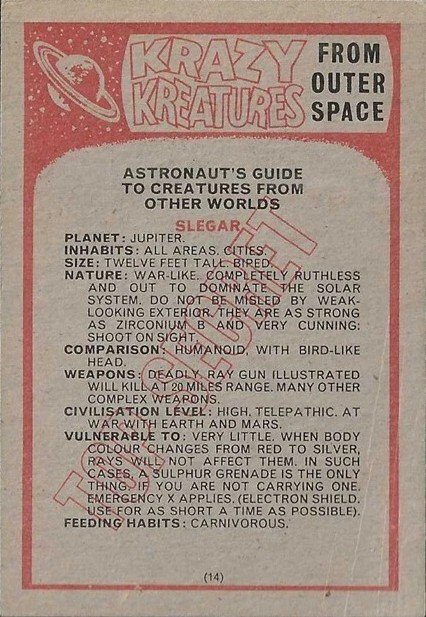 KRAZY
KREATURES
FROM
OUTER
SPACE
ASTRONAUT'S GUIDE
TO CREATURES FROM
OTHER WORLDS
SLEGAR
PLANET: JUPITER.
INHABITS: ALL AREAS. CITIES.
SIZE: TWELVE FEET TALL. BIPED.
NATURE: WAR-LIKE. COMPLETELY RUTHLESS
AND OUT TO DOMINATE THE SOLAR
SYSTEM. DO NOT BE MISLED BY WEAK-
LOOKING EXTERIOR. THEY ARE AS STRONG
AS ZIRCONIUM B AND VERY CUNNING:
SHOOT ON SIGHT.
COMPARISON: HUMANOID, WITH BIRD-LIKE
HEAD.
WEAPONS: DEADLY. RAY GUN ILLUSTRATED
WILL KILL AT 20 MILES RANGE. MANY OTHER
COMPLEX WEAPONS.
CIVILISATION LEVEL: HIGH. TELEPATHIC. AT
WAR WITH EARTH AND MARS.
VULNERABLE TO: VERY LITTLE. WHEN BODY
COLOUR CHANGES FROM RED TO SILVER,
RAYS WILL NOT AFFECT THEM. IN SUCH
CASES, A SULPHUR GRENADE IS THE ONLY
THING. IF YOU ARE NOT CARRYING ONE.
EMERGENCY X APPLIES. (ELECTRON SHIELD.
USE FOR AS SHORT A TIME AS POSSIBLE).
FEEDING HABITS: CARNIVOROUS.
TOP SECRET
(14)